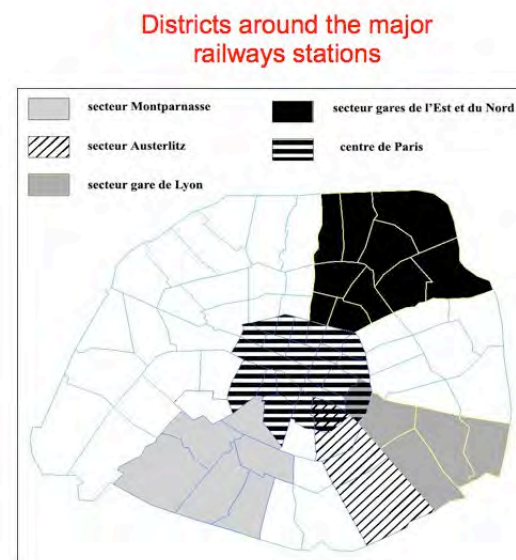 Districts around the major
railways stations
secteur Montparnasse
secteur gares de l'Est et du Nord
secteur Austerlitz
centre de Paris
secteur gare de Lyon